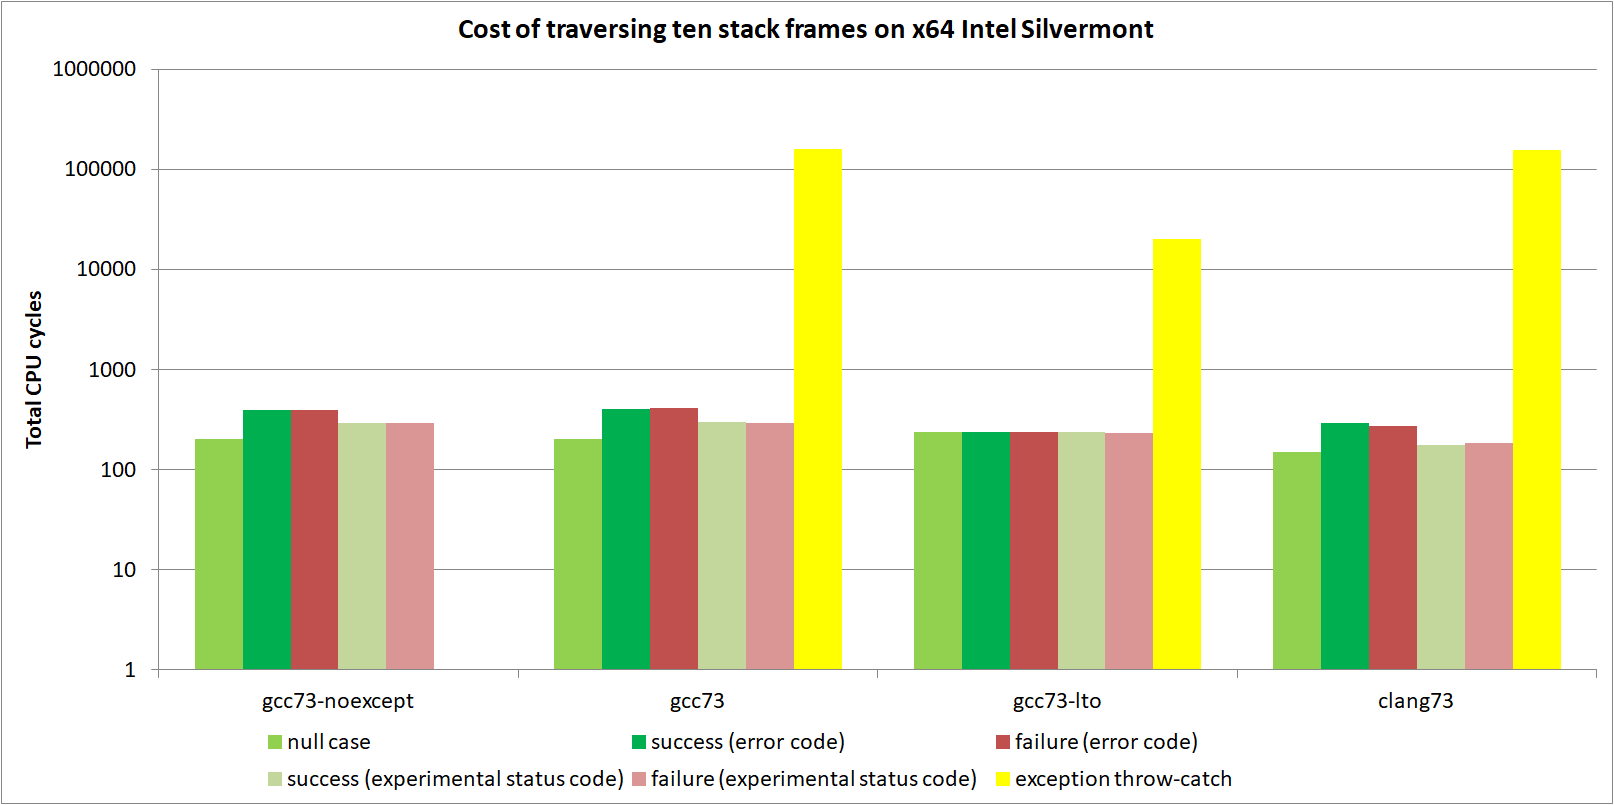 Cost of traversing ten stack frames on x64 Intel Silvermont
Total CPU cycles
1000000
100000
10000
1000
100
10
1
gcc73-noexcept
gcc73
gcc73-lto
clang73
null case
success (error code)
failure (error code)
success (experimental status code)
failure (experimental status code)
exception throw-catch